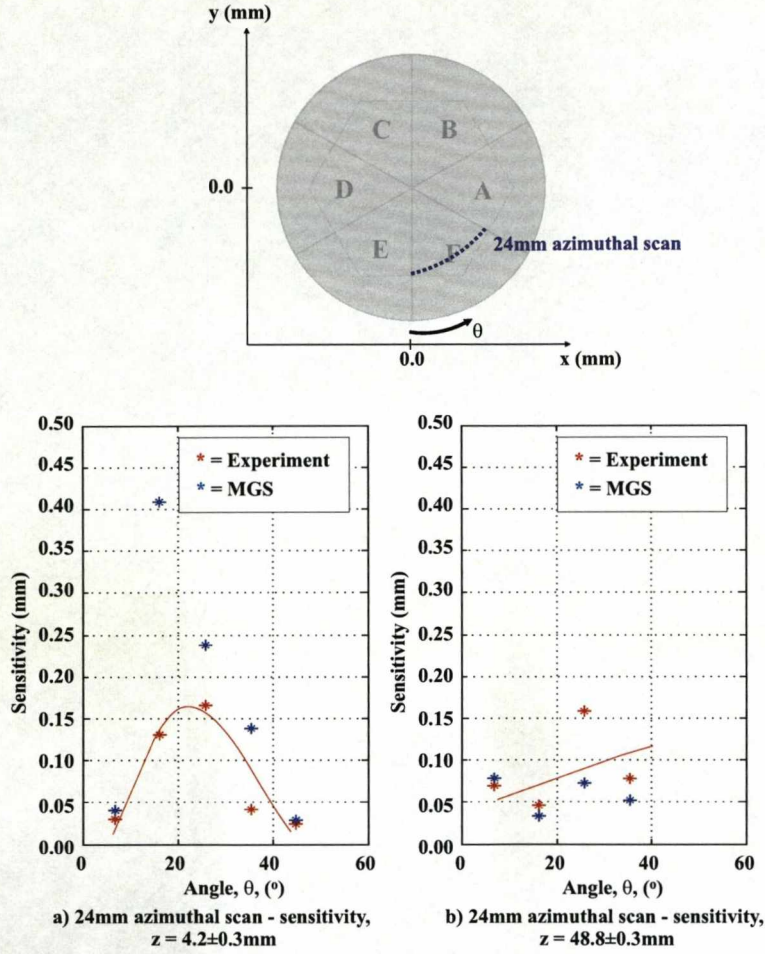 y (mm)
C B
0.0 D A
E F
24mm azimuthal scan
θ
0.0
x (mm)
0.50
0.45
0.40
0.35
0.30
0.25
0.20
0.15
0.10
0.05
0.00
Sensitivity (mm)
* = Experiment
* = MGS
0 20 40 60
Angle, θ, (º)
a) 24mm azimuthal scan - sensitivity,
z = 4.2±0.3mm
0.50
0.45
0.40
0.35
0.30
0.25
0.20
0.15
0.10
0.05
0.00
Sensitivity (mm)
* = Experiment
* = MGS
0 20 40 60
Angle, θ, (º)
b) 24mm azimuthal scan - sensitivity,
z = 48.8±0.3mm